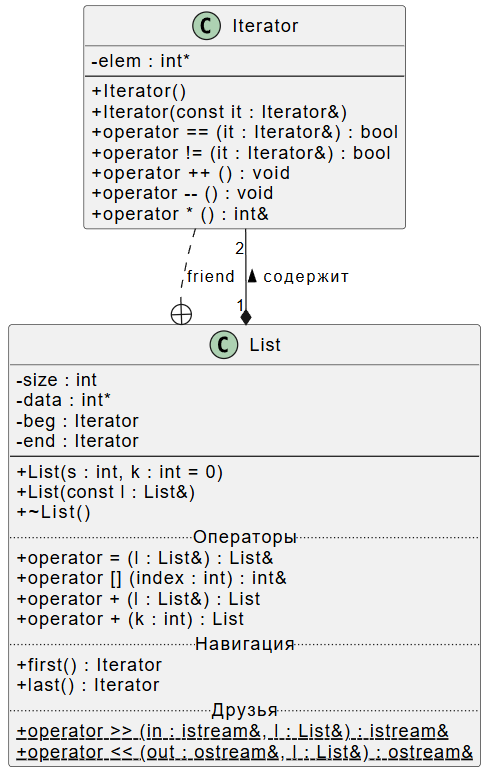 C Iterator
-elem : int*
+Iterator()
+Iterator(const it : Iterator&)
+operator == (it : Iterator&) : bool
+operator != (it : Iterator&) : bool
+operator ++ () : void
+operator -- () : void
+operator * () : int&
2
friend
содержит
1
C List
-size : int
-data : int*
-beg : Iterator
-end : Iterator
+List(s : int, k : int = 0)
+List(const l : List&)
+~List()
Операторы
+operator = (l : List&) : List&
+operator [] (index : int) : int&
+operator + (l : List&) : List
+operator + (k : int) : List
Навигация
+first() : Iterator
+last() : Iterator
Друзья
+operator >> (in : istream&, l : List&) : istream&
+operator << (out : ostream&, l : List&) : ostream&